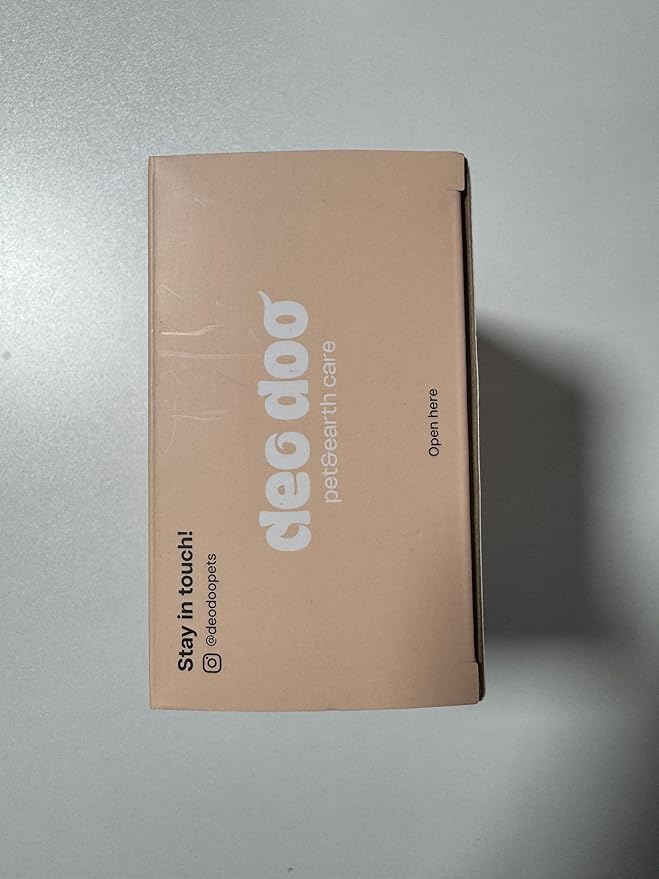 Stay in touch!
@deodoopets
deo doo
pet&earth care
Open here